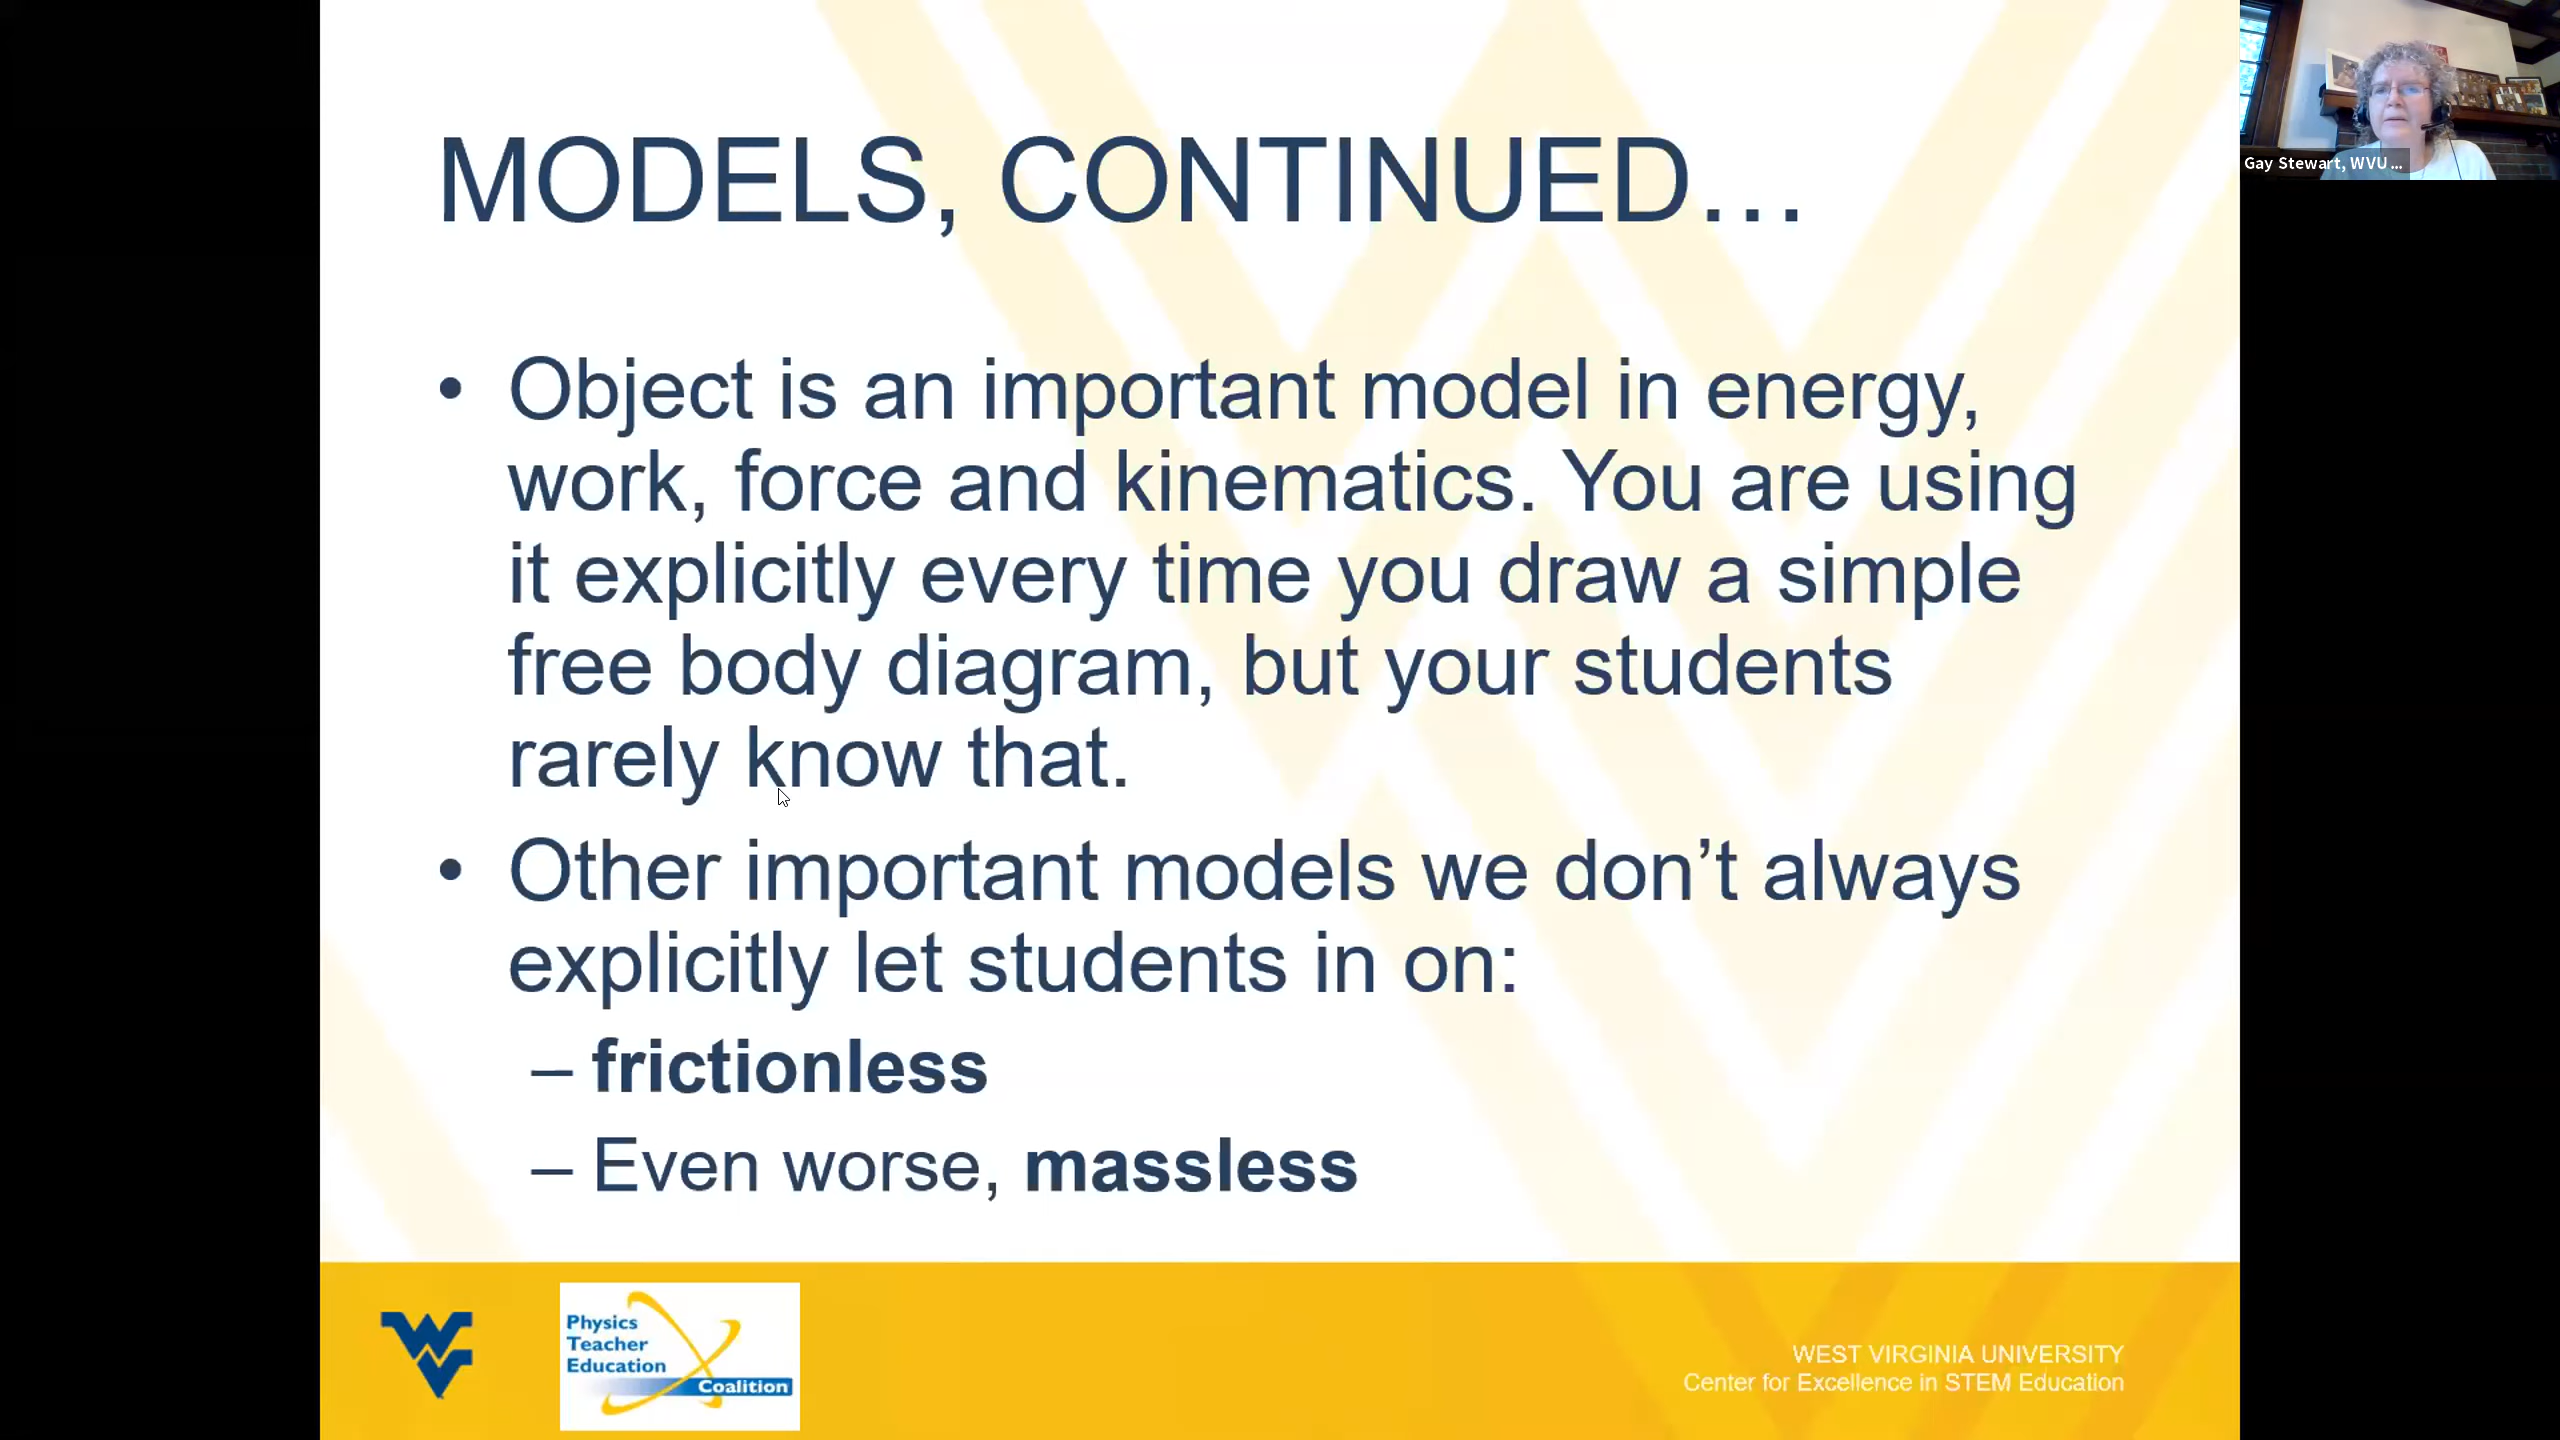 MODELS, CONTINUED…
• Object is an important model in energy,
work, force and kinematics. You are using
it explicitly every time you draw a simple
free body diagram, but your students
rarely know that.
• Other important models we don’t always
explicitly let students in on:
– frictionless
– Even worse, massless
Physics
Teacher
Education
Coalition
WEST VIRGINIA UNIVERSITY
Center for Excellence in STEM Education
Gay Stewart, WVU ...